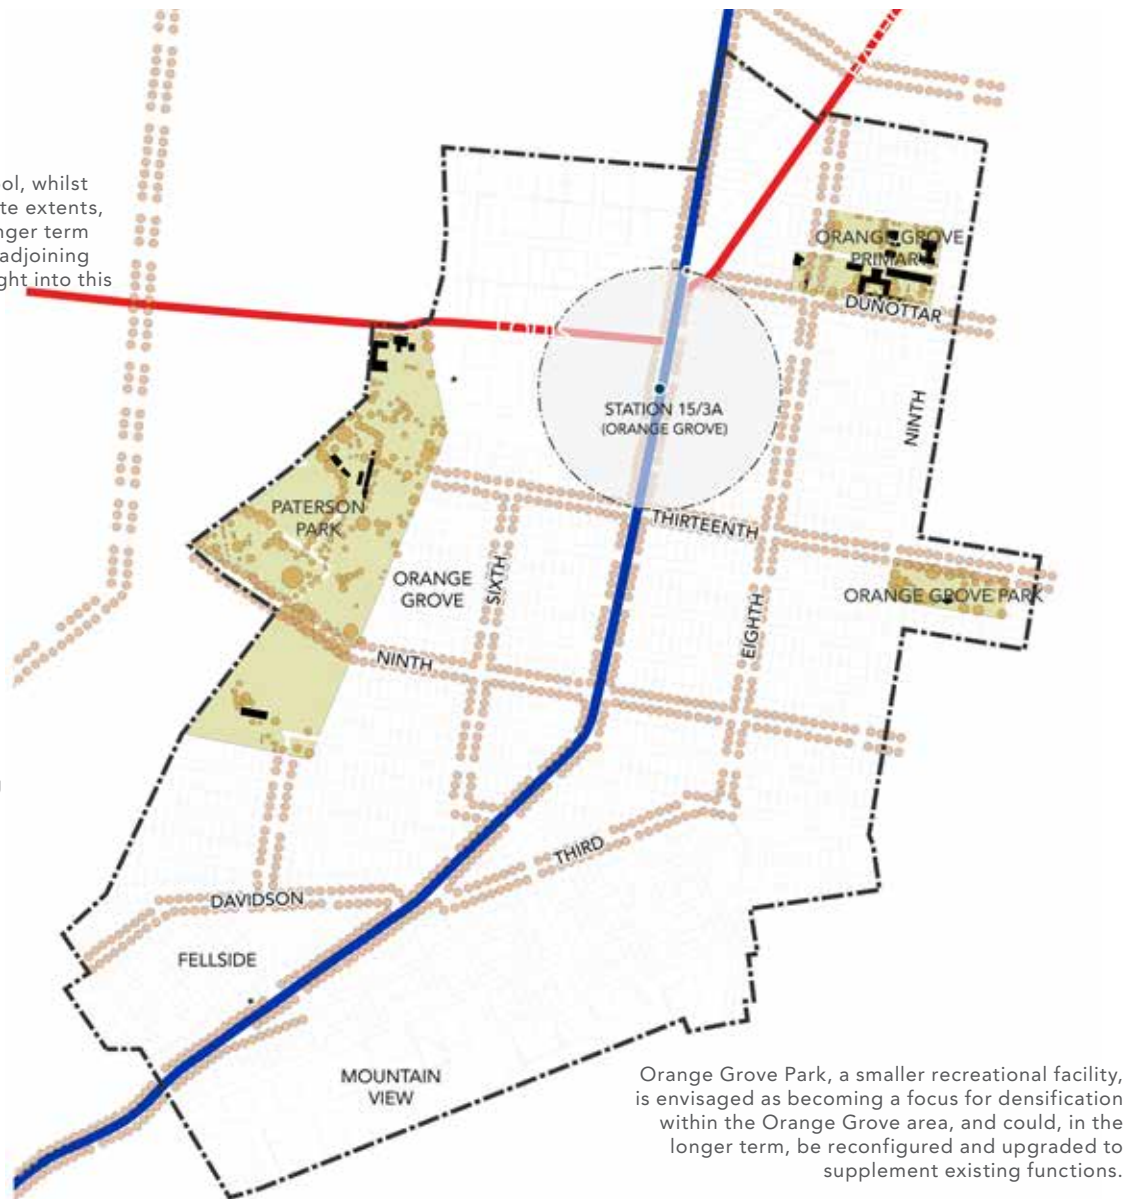 ol, whilst
te extents,
nger term
adjoining
ght into this
ORANGE GROVE
PRIMARY
DUNOTTAR
NINTH
STATION 15/3A
(ORANGE GROVE)
THIRTEENTH
PATERSON
PARK
ORANGE
GROVE
SIXTH
EIGHTH
ORANGE GROVE PARK
NINTH
THIRD
DAVIDSON
FELLSIDE
MOUNTAIN
VIEW
Orange Grove Park, a smaller recreational facility,
is envisaged as becoming a focus for densification
within the Orange Grove area, and could, in the
longer term, be reconfigured and upgraded to
supplement existing functions.